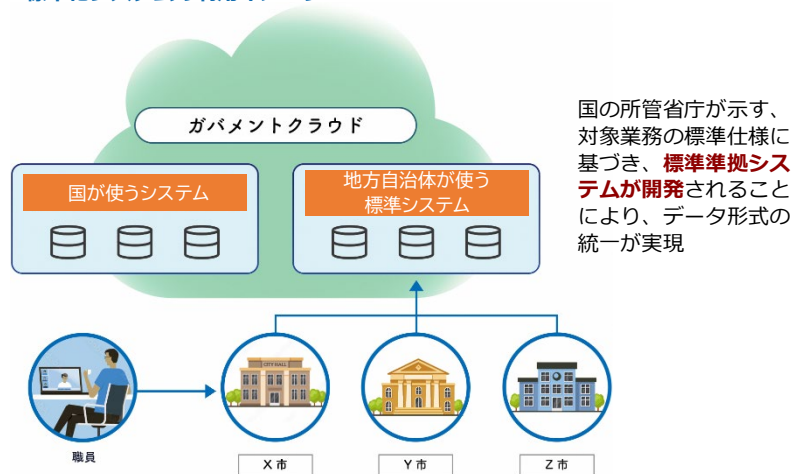 ガバメントクラウド
国が使うシステム
地方自治体が使う
標準システム
国の所管省庁が示す、
対象業務の標準仕様に
基づき、標準準拠シス
テムが開発されること
により、データ形式の
統一が実現
CITY HALL
職員
X市
Y市
Z市